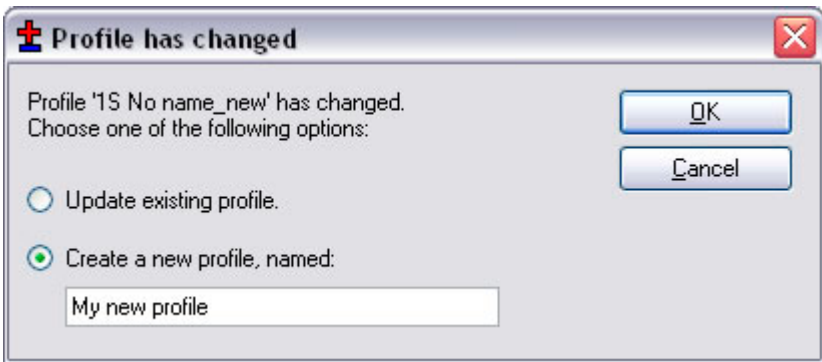 Profile has changed
Profile '1S No name_new' has changed.
Choose one of the following options:
OK
Cancel
Update existing profile.
Create a new profile, named:
My new profile